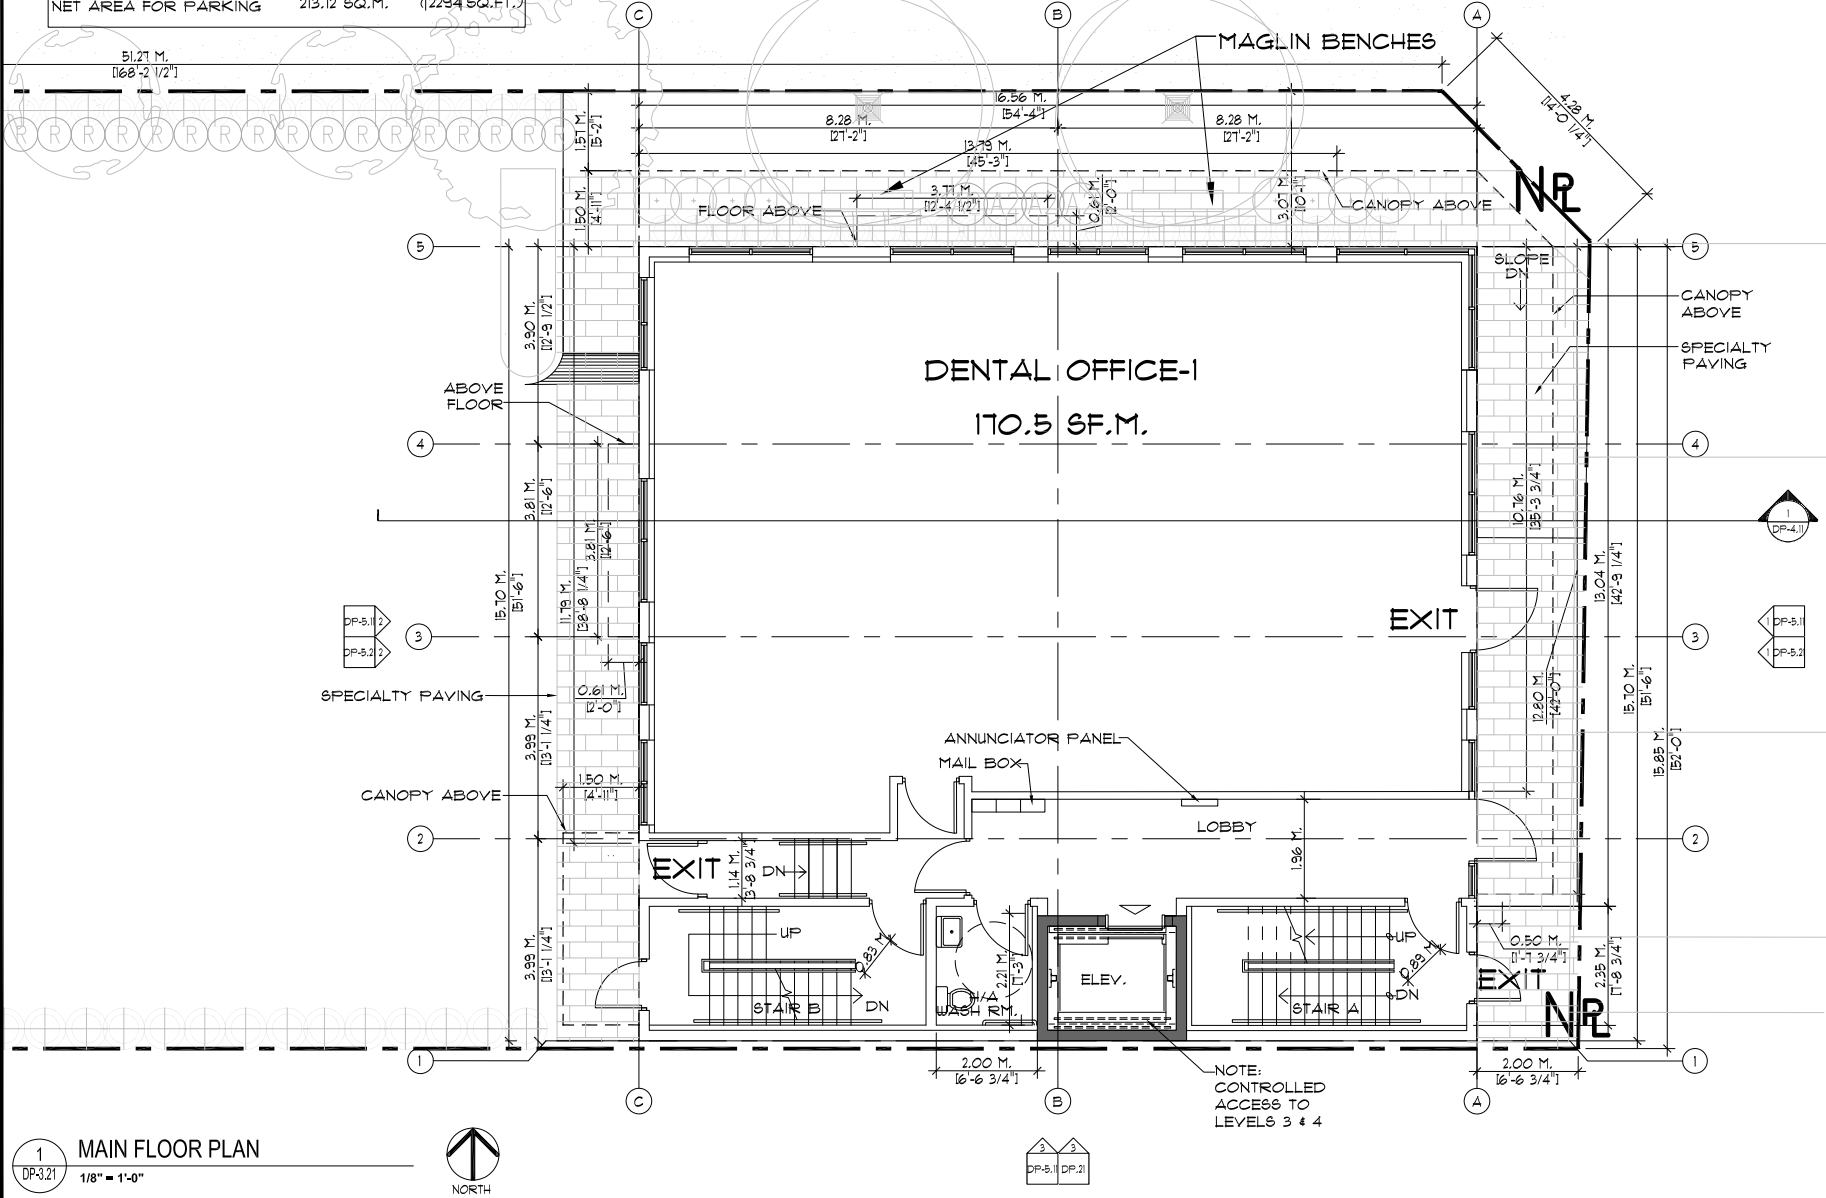 NET AREA FOR PARKING 213.12 SQ.M. (2294 SQ.FT.)
C
B
A
MAGLIN BENCHES
51.27 M.
[168'-2 1/2"]
4.28 M.
[14'-0 1/4"]
16.56 M.
[54'-4"]
8.28 M.
[27'-2"]
8.28 M.
[27'-2"]
13.79 M.
[45'-3"]
1.57 M.
[5'-2"]
R R R R R R R R R R R R R R R R R
1.50 M.
[4'-11"]
3.77 M.
[12'-4 1/2"]
0.61 M.
[2'-0"]
3.07 M.
[10'-1"]
FLOOR ABOVE
CANOPY ABOVE
NPL
5
5
SLOPE
DN
CANOPY
ABOVE
SPECIALTY
PAVING
3.90 M.
[12'-9 1/2"]
DENTAL OFFICE-1
170.5 SF.M.
ABOVE
FLOOR
4
4
3.81 M.
[12'-6"]
3.81 M.
[12'-6"]
10.76 M.
[35'-3 3/4"]
1
DP-4.11
15.70 M.
[51'-6"]
11.79 M.
[38'-8 1/4"]
13.04 M.
[42'-9 1/4"]
DP-5.11 2
DP-5.21 2
3
EXIT
3
1 DP-5.11
1 DP-5.21
SPECIALTY PAVING
0.61 M.
[2'-0"]
12.80 M.
[42'-0"]
15.70 M.
[51'-6"]
15.85 M.
[52'-0"]
3.99 M.
[13'-1 1/4"]
ANNUNCIATOR PANEL
MAIL BOX
1.50 M.
[4'-11"]
CANOPY ABOVE
LOBBY
2
2
EXIT
1.14 M.
3'-8 3/4"
DN
1.96 M.
3.99 M.
[13'-1 1/4"]
UP
0.83 M.
2.21 M.
[7'-3"]
ELEV.
UP
0.89 M.
0.50 M.
[1'-7 3/4"]
2.35 M.
[7'-8 3/4"]
EXIT
STAIR B
DN
H/A
WASH RM.
STAIR A
DN
NPL
1
1
2.00 M.
[6'-6 3/4"]
2.00 M.
[6'-6 3/4"]
NOTE:
CONTROLLED
ACCESS TO
LEVELS 3 & 4
C
B
A
1
DP-3.21
MAIN FLOOR PLAN
1/8" = 1'-0"
NORTH
3 3
DP-5.11 DP.21